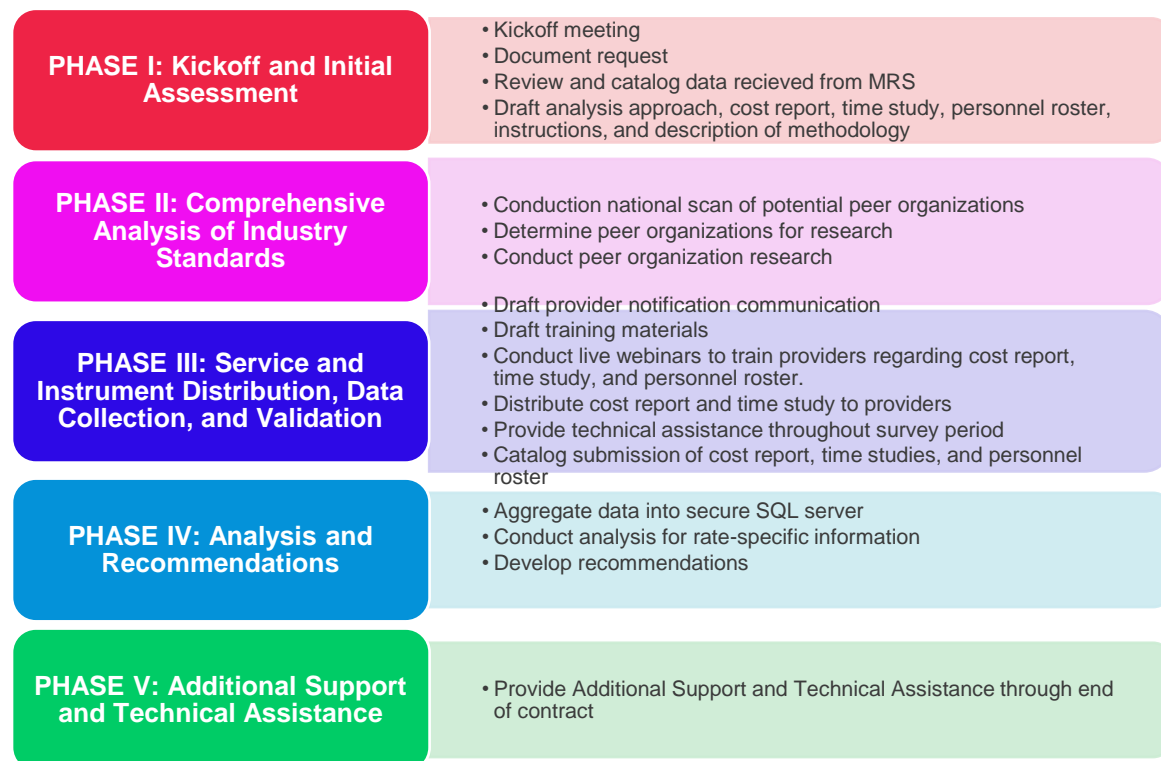 PHASE I: Kickoff and Initial
Assessment
• Kickoff meeting
• Document request
• Review and catalog data recieved from MRS
• Draft analysis approach, cost report, time study, personnel roster,
instructions, and description of methodology
PHASE II: Comprehensive
Analysis of Industry
Standards
• Conduction national scan of potential peer organizations
• Determine peer organizations for research
• Conduct peer organization research
PHASE III: Service and
Instrument Distribution, Data
Collection, and Validation
• Draft provider notification communication
• Draft training materials
• Conduct live webinars to train providers regarding cost report,
time study, and personnel roster.
• Distribute cost report and time study to providers
• Provide technical assistance throughout survey period
• Catalog submission of cost report, time studies, and personnel
roster
PHASE IV: Analysis and
Recommendations
• Aggregate data into secure SQL server
• Conduct analysis for rate-specific information
• Develop recommendations
PHASE V: Additional Support
and Technical Assistance
• Provide Additional Support and Technical Assistance through end
of contract